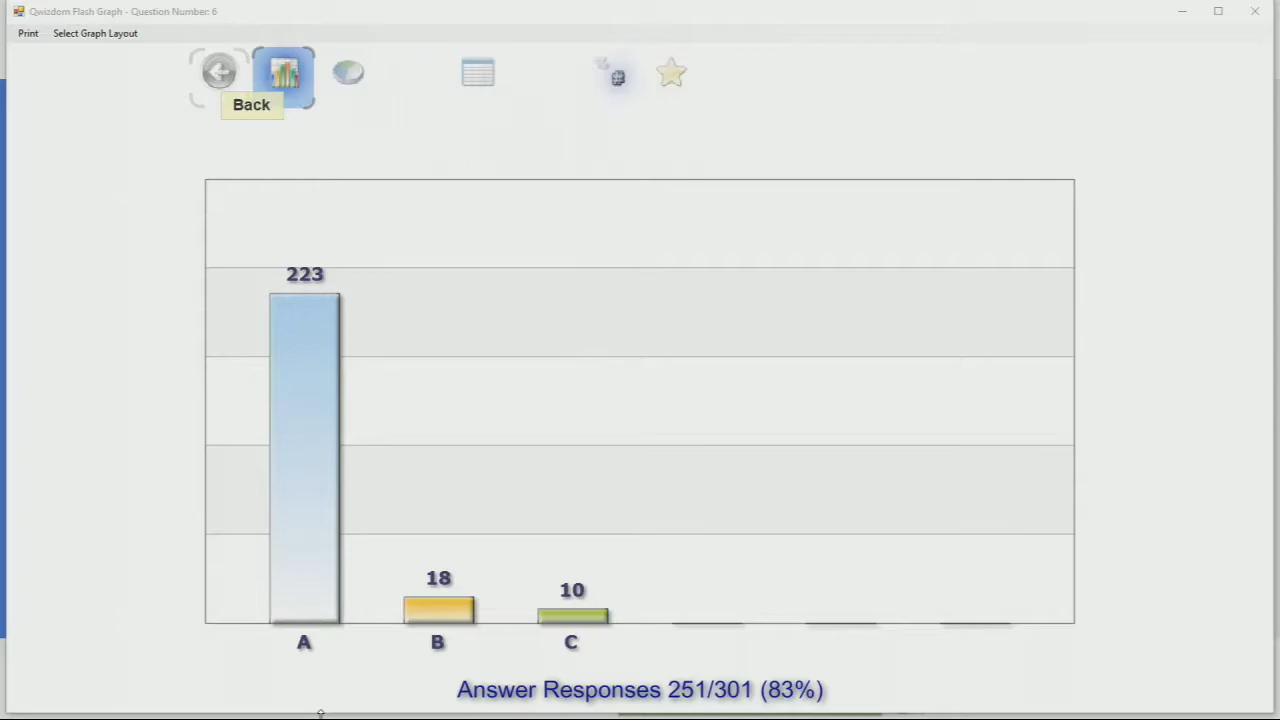 Qwizdom Flash Graph - Question Number: 6
Print Select Graph Layout
Back
#
223
18
10
A B C
Answer Responses 251/301 (83%)